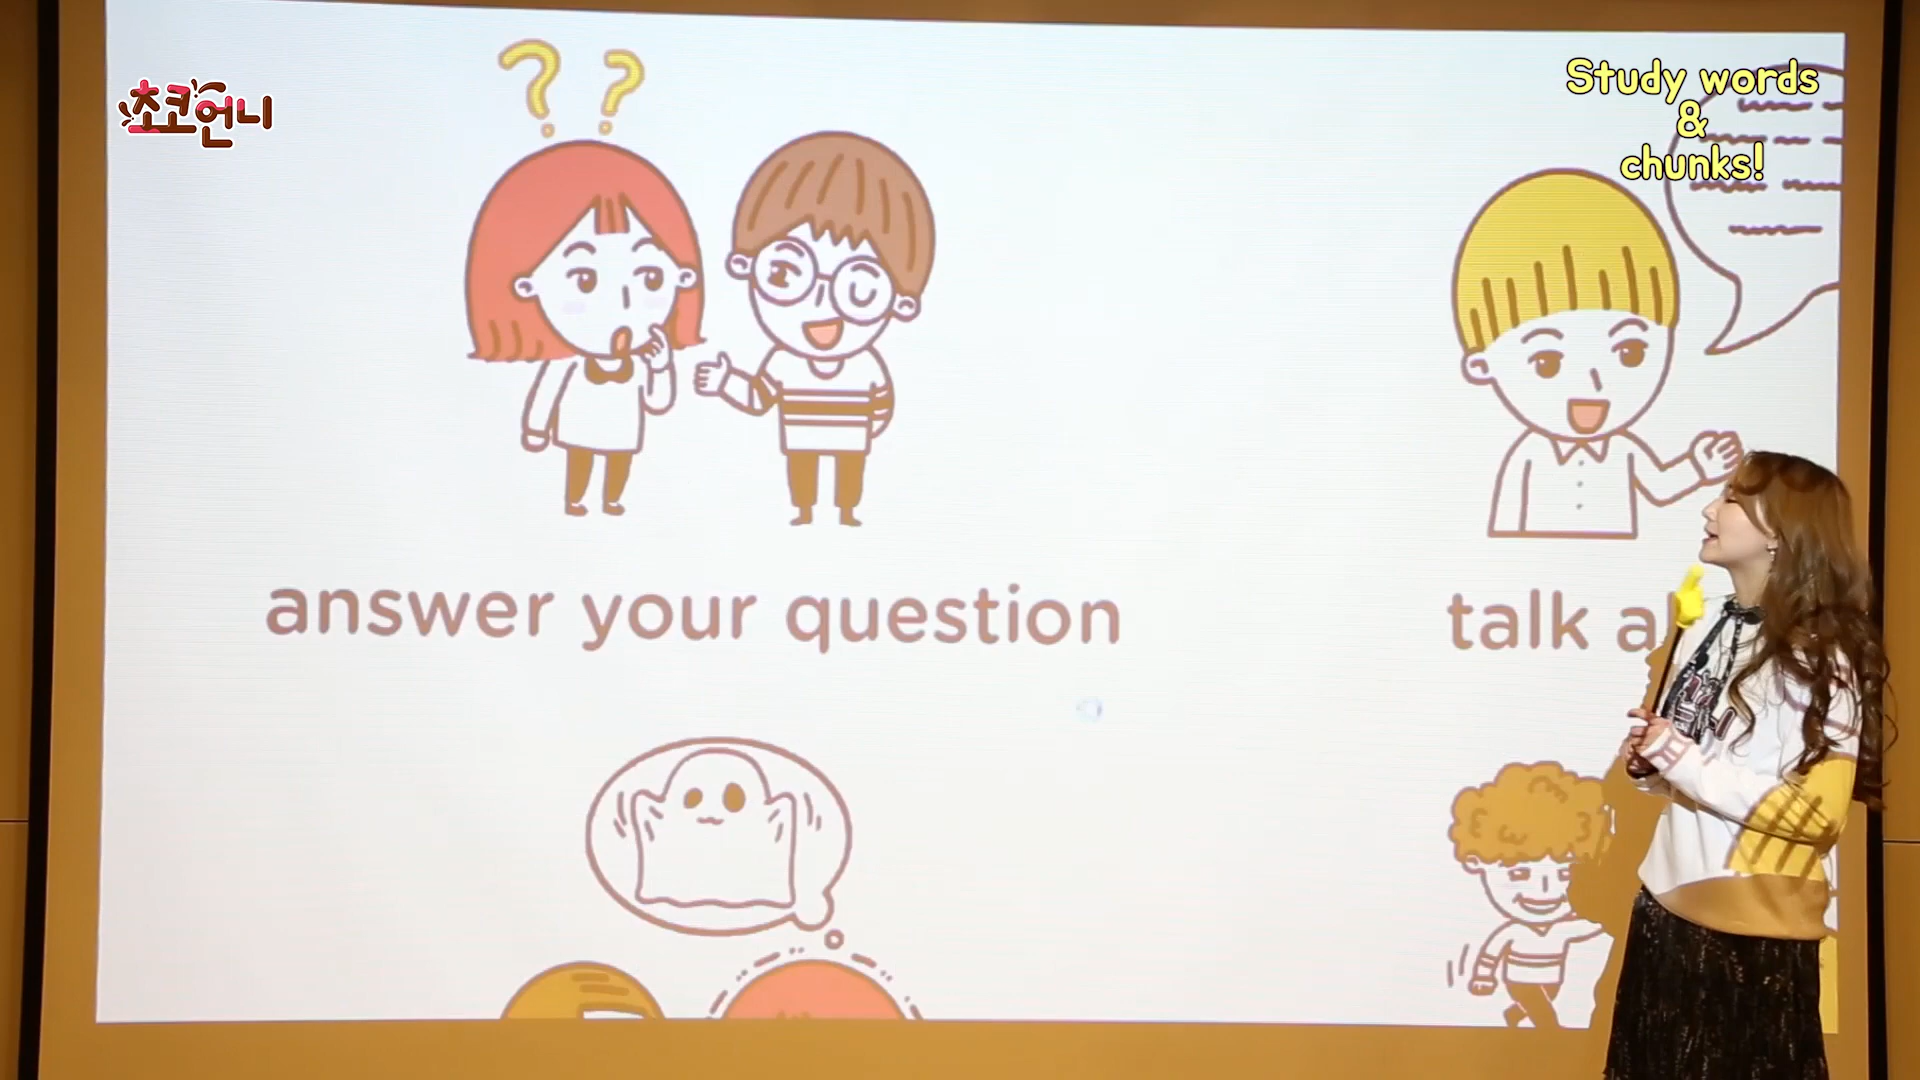 초코언니
Study words
&
chunks!
answer your question
talk